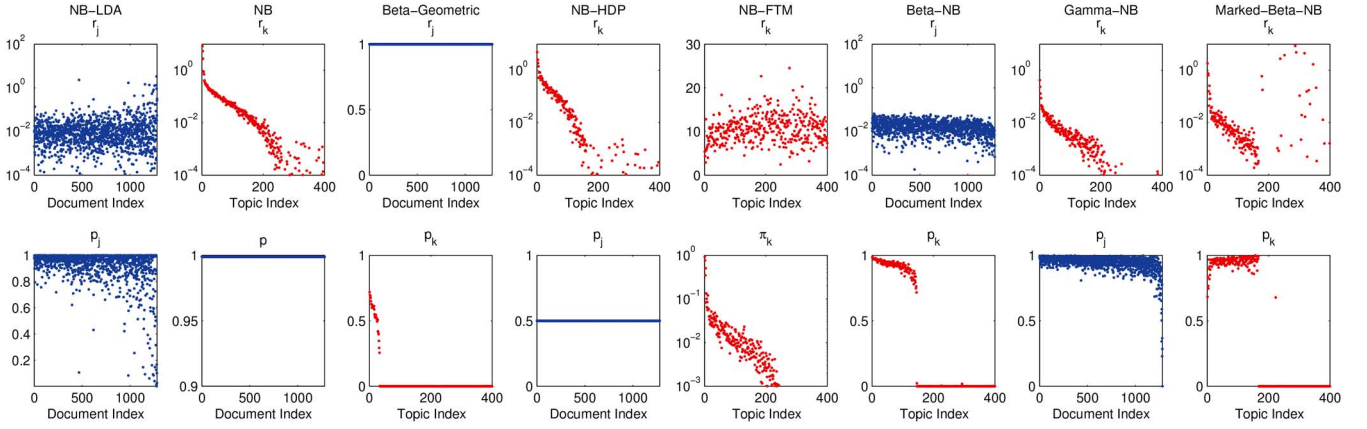 NB−LDA
r_j
10^2
10^0
10^−2
10^−4
0 500 1000
Document Index
NB
r_k
10^0
10^−2
10^−4
0 200 400
Topic Index
Beta−Geometric
r_j
1
0.5
0
0 500 1000
Document Index
NB−HDP
r_k
10^0
10^−2
10^−4
0 200 400
Topic Index
NB−FTM
r_k
30
20
10
0
0 200 400
Topic Index
Beta−NB
r_j
10^2
10^0
10^−2
10^−4
0 500 1000
Document Index
Gamma−NB
r_k
10^0
10^−2
10^−4
0 200 400
Topic Index
Marked−Beta−NB
r_k
10^0
10^−2
10^−4
0 200 400
Topic Index
p_j
1
0.8
0.6
0.4
0.2
0 500 1000
Document Index
p
1
0.95
0.9
0 500 1000
Document Index
p_k
1
0.5
0
0 200 400
Topic Index
p_j
1
0.5
0
0 500 1000
Document Index
π_k
10^0
10^−1
10^−2
10^−3
0 200 400
Topic Index
p_k
1
0.5
0
0 200 400
Topic Index
p_j
1
0.5
0
0 500 1000
Document Index
p_k
1
0.5
0
0 200 400
Topic Index